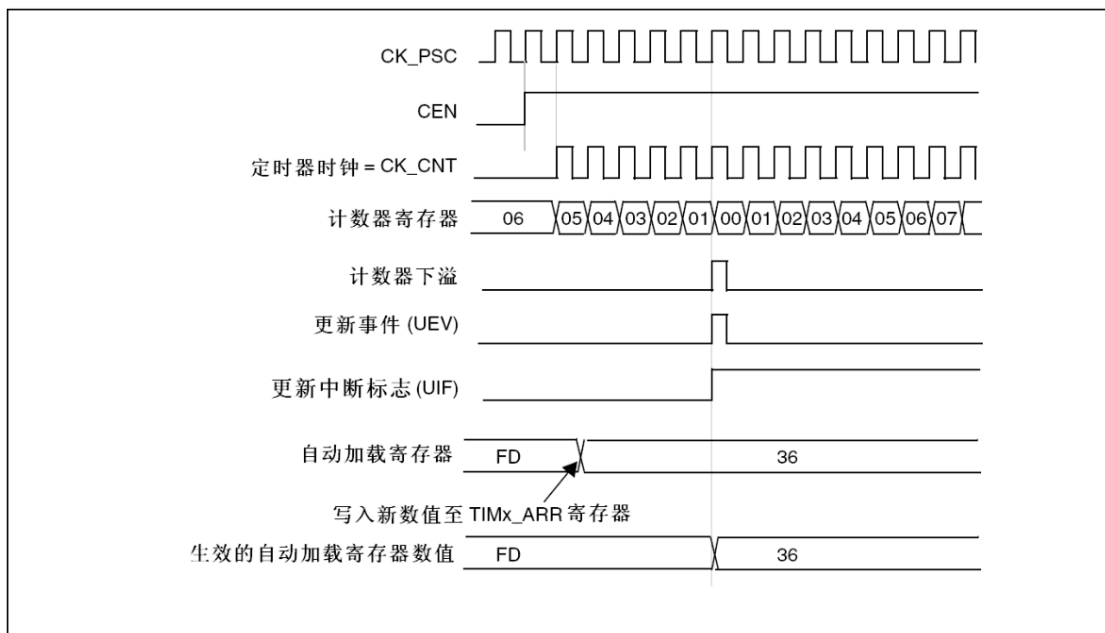 CK_PSC
CEN
定时器时钟 = CK_CNT
计数器寄存器 06 05 04 03 02 01 00 01 02 03 04 05 06 07
计数器下溢
更新事件 (UEV)
更新中断标志 (UIF)
自动加载寄存器 FD 36
写入新数值至 TIMx_ARR 寄存器
生效的自动加载寄存器数值 FD 36